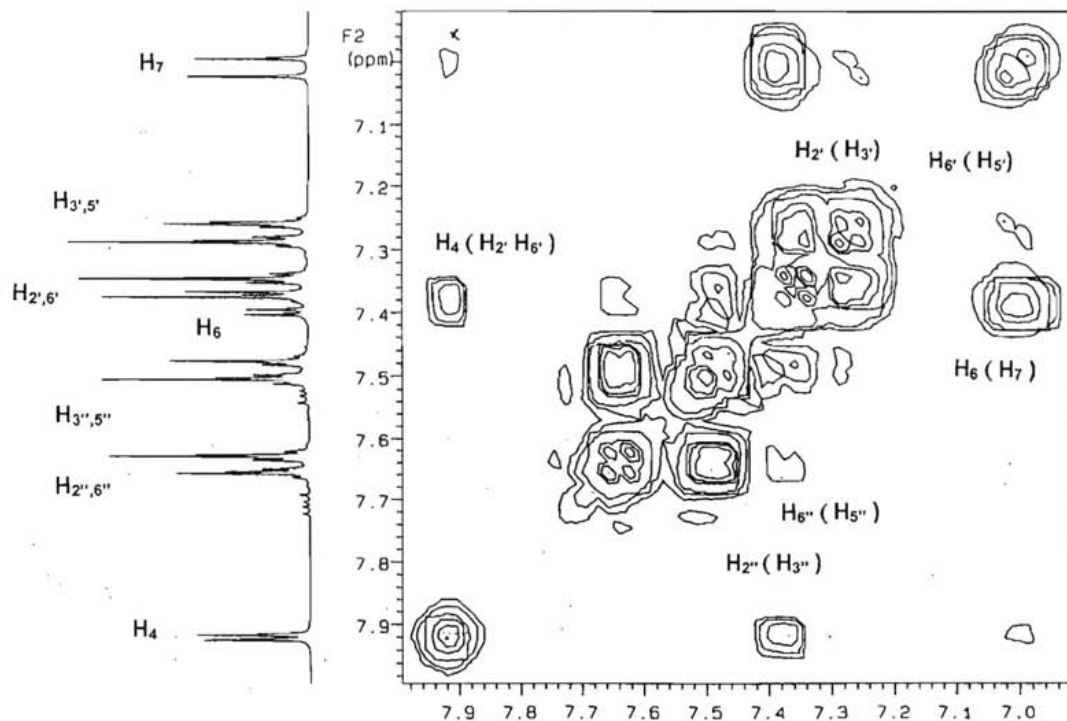 H7
H3',5'
H2',6'
H6
H3'',5''
H2'',6''
H4
F2
(ppm)
7.1
7.2
7.3
7.4
7.5
7.6
7.7
7.8
7.9
x
H2' ( H3')
H6' ( H5')
H4 ( H2' H6' )
H6 ( H7 )
H6'' ( H5'')
H2'' ( H3'')
7.9 7.8 7.7 7.6 7.5 7.4 7.3 7.2 7.1 7.0